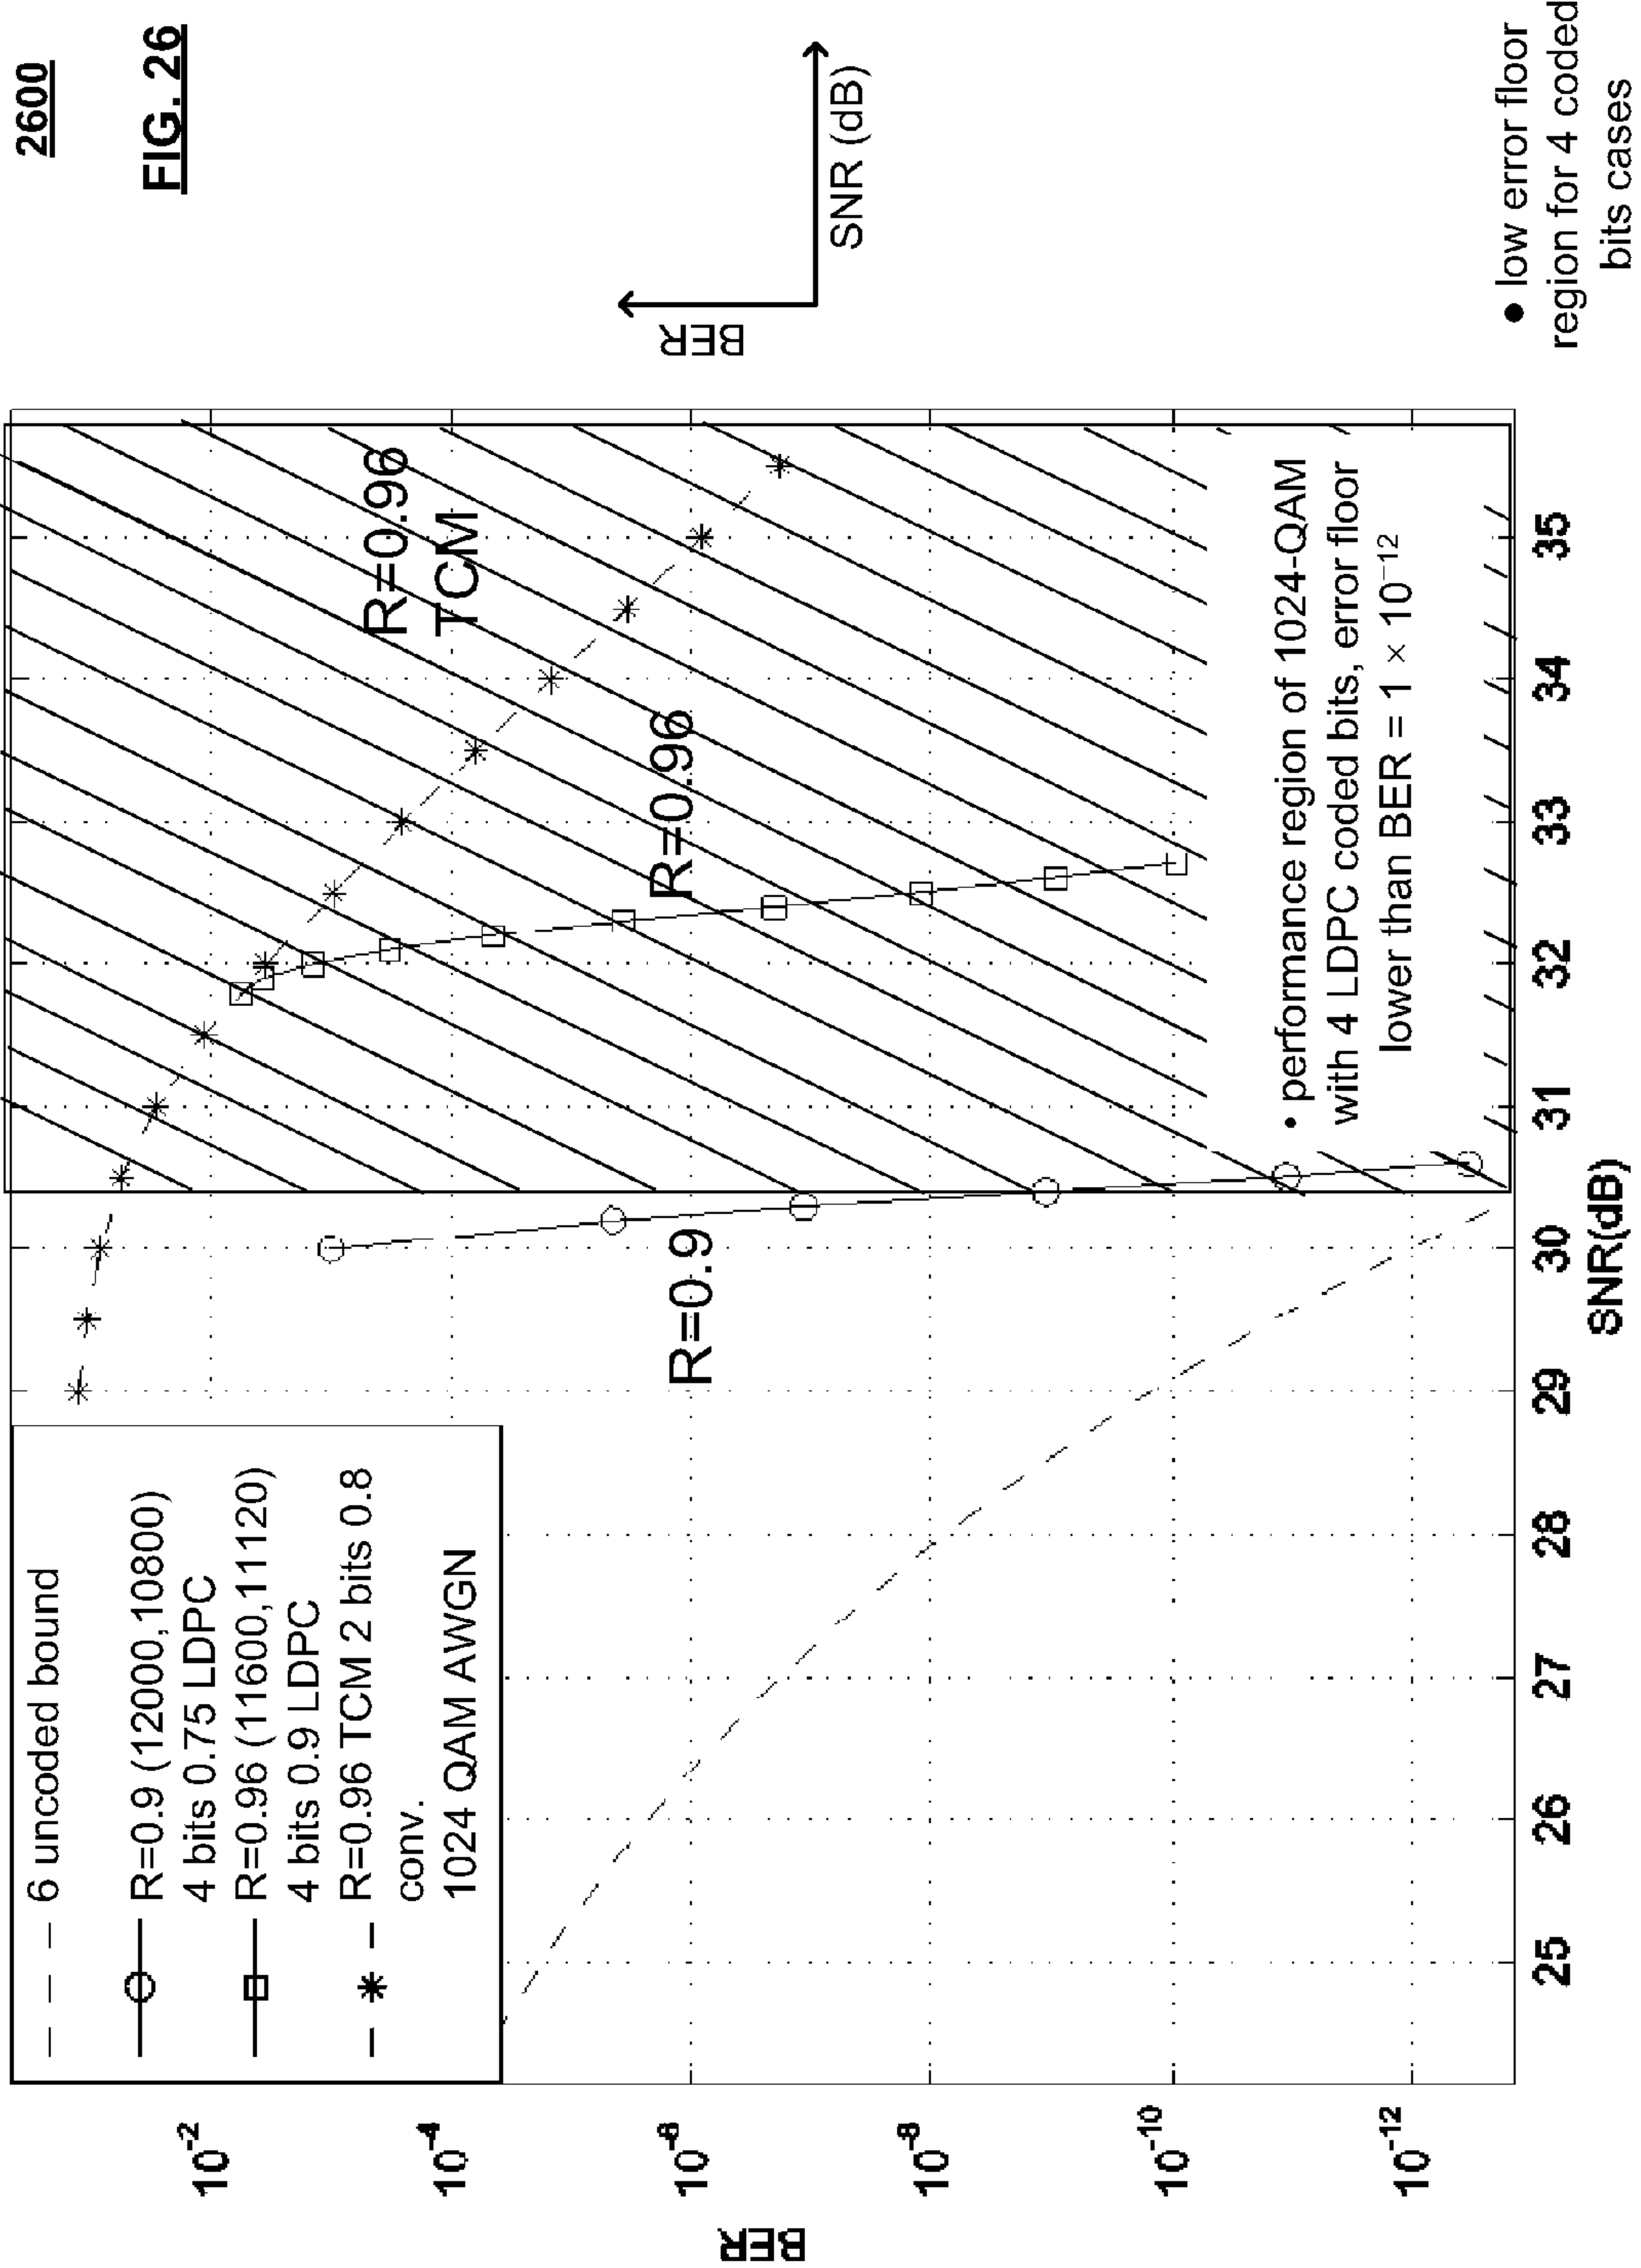 2600
FIG. 26
6 uncoded bound
R=0.9 (12000,10800)
4 bits 0.75 LDPC
R=0.96 (11600,11120)
4 bits 0.9 LDPC
R=0.96 TCM 2 bits 0.8
conv.
1024 QAM AWGN
R=0.96
TCM
R=0.96
R=0.9
• performance region of 1024-QAM
with 4 LDPC coded bits, error floor
lower than BER = 1 × 10⁻¹²
BER
10⁻²
10⁻⁴
10⁻⁶
10⁻⁸
10⁻¹⁰
10⁻¹²
25 26 27 28 29 30 31 32 33 34 35
SNR(dB)
BER
SNR (dB)
• low error floor
region for 4 coded
bits cases